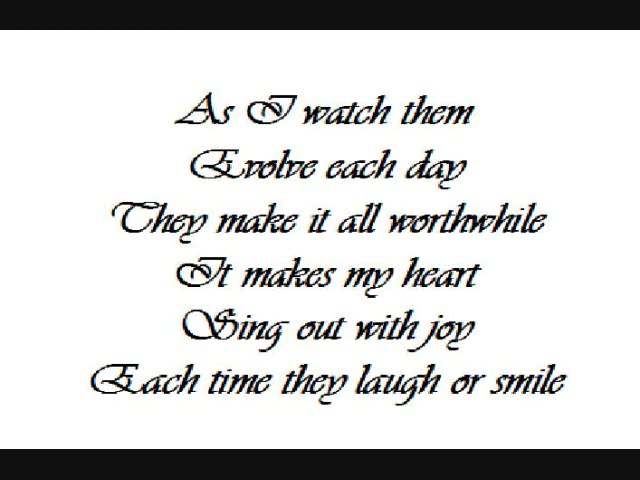 As I watch them
Evolve each day
They make it all worthwhile
It makes my heart
Sing out with joy
Each time they laugh or smile